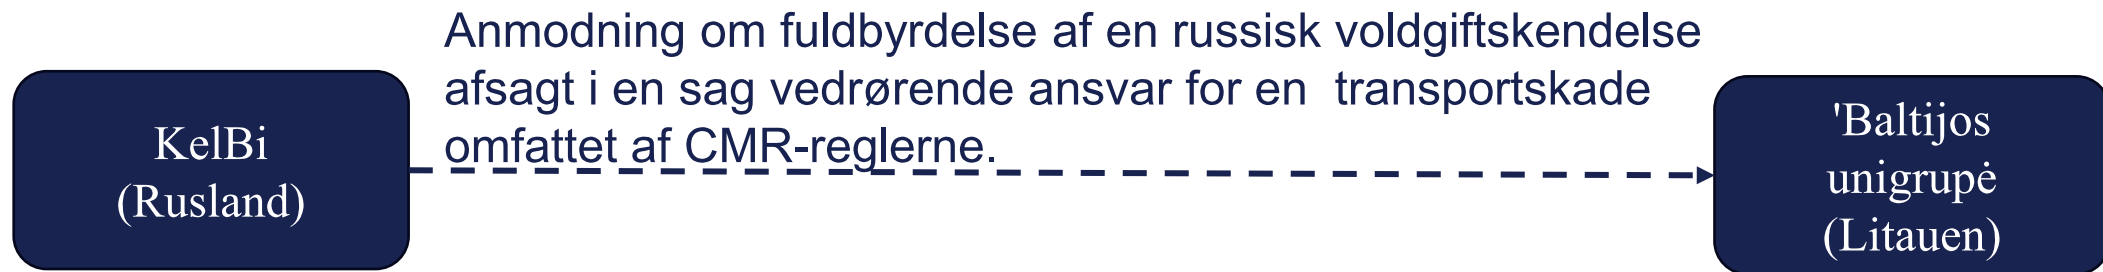 Anmodning om fuldbyrdelse af en russisk voldgiftskendelse
afsagt i en sag vedrørende ansvar for en  transportskade
omfattet af CMR-reglerne.
KelBi
(Rusland)
'Baltijos
unigrupė
(Litauen)